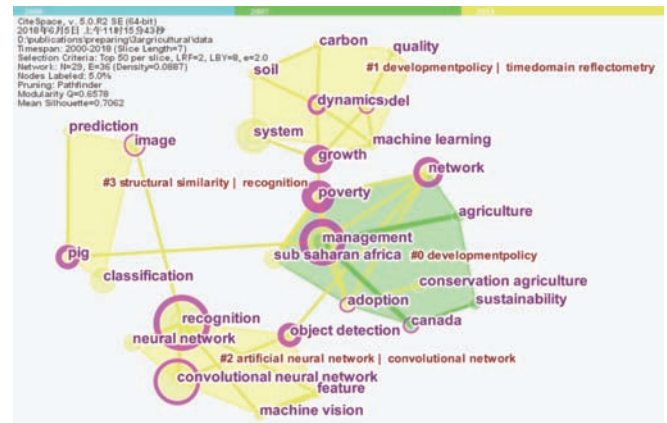 2000
2007
2014
CiteSpace, v. 5.0.R2 SE (64-bit)
2018年6月5日 上午11时15分43秒
D:\publications\preparing\3argricultural\data
Timespan: 2000-2018 (Slice Length=7)
Selection Criteria: Top 50 per slice, LRF=2, LBY=8, e=2.0
Network: N=29, E=36 (Density=0.0887)
Nodes Labeled: 5.0%
Pruning: Pathfinder
Modularity Q=0.6578
Mean Silhouette=0.7062
carbon
quality
soil
#1 developmentpolicy | timedomain reflectometry
dynamics
odel
system
machine learning
prediction
image
growth
network
#3 structural similarity | recognition
poverty
agriculture
management
pig
sub saharan africa
#0 developmentpolicy
classification
conservation agriculture
adoption
sustainability
recognition
canada
neural network
object detection
#2 artificial neural network | convolutional network
convolutional neural network
feature
machine vision